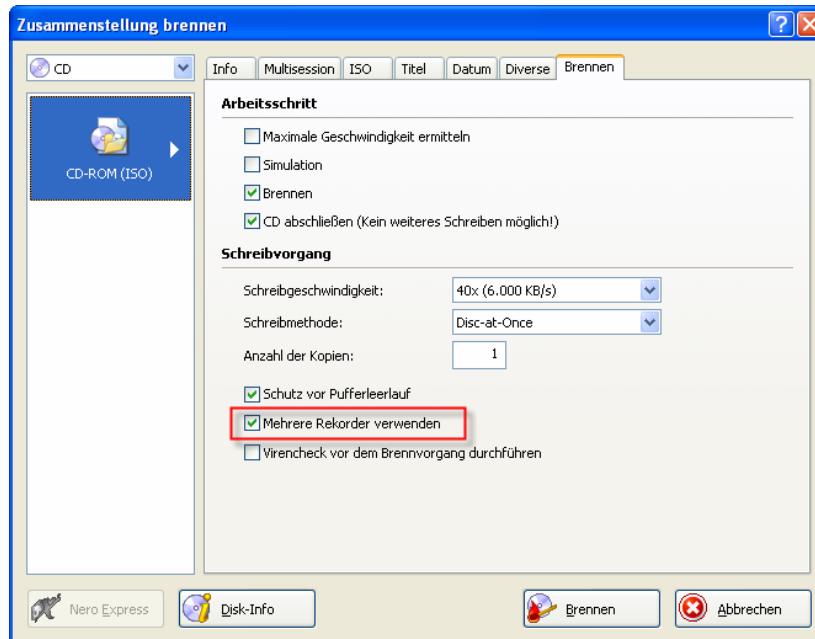 Zusammenstellung brennen
CD
Info Multisession ISO Titel Datum Diverse Brennen
CD-ROM (ISO)
Arbeitsschritt
Maximale Geschwindigkeit ermitteln
Simulation
Brennen
CD abschließen (Kein weiteres Schreiben möglich!)
Schreibvorgang
Schreibgeschwindigkeit: 40x (6.000 KB/s)
Schreibmethode: Disc-at-Once
Anzahl der Kopien: 1
Schutz vor Pufferleerlauf
Mehrere Rekorder verwenden
Virencheck vor dem Brennvorgang durchführen
Nero Express Disk-Info Brennen Abbrechen